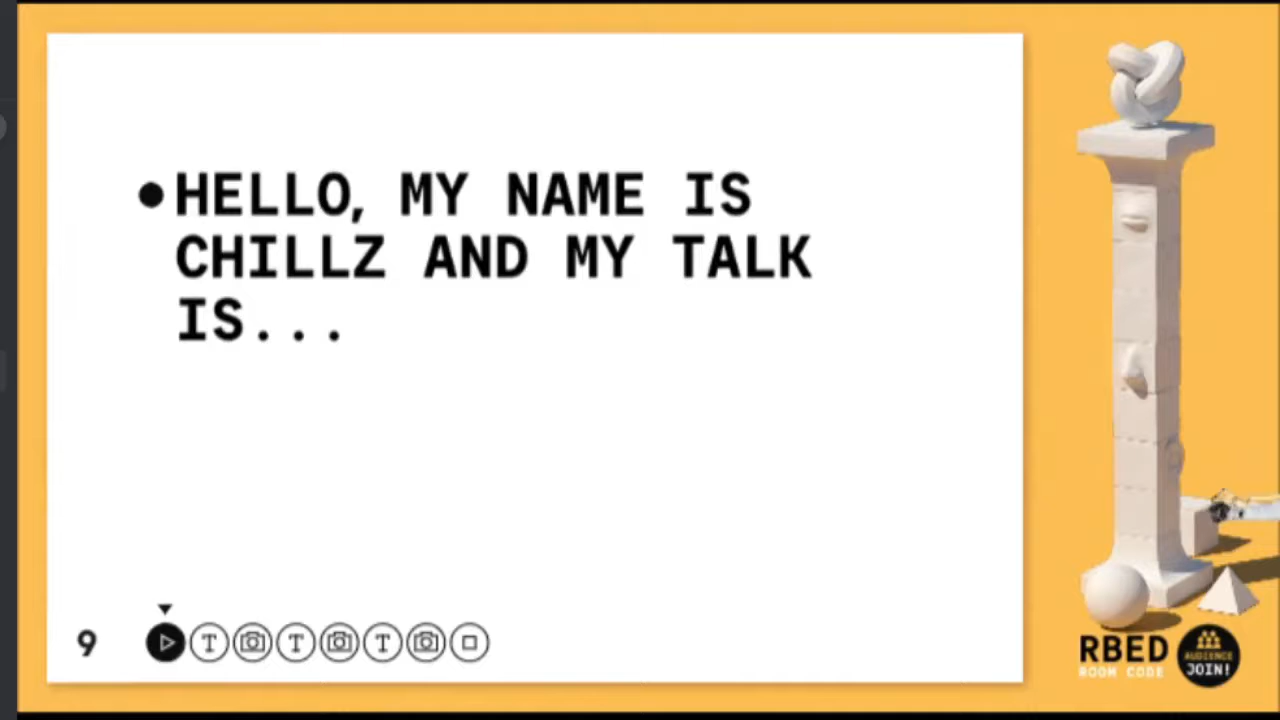 ● HELLO, MY NAME IS
CHILLZ AND MY TALK
IS...
9
T T T
RBED
ROOM CODE
AUDIENCE
JOIN!